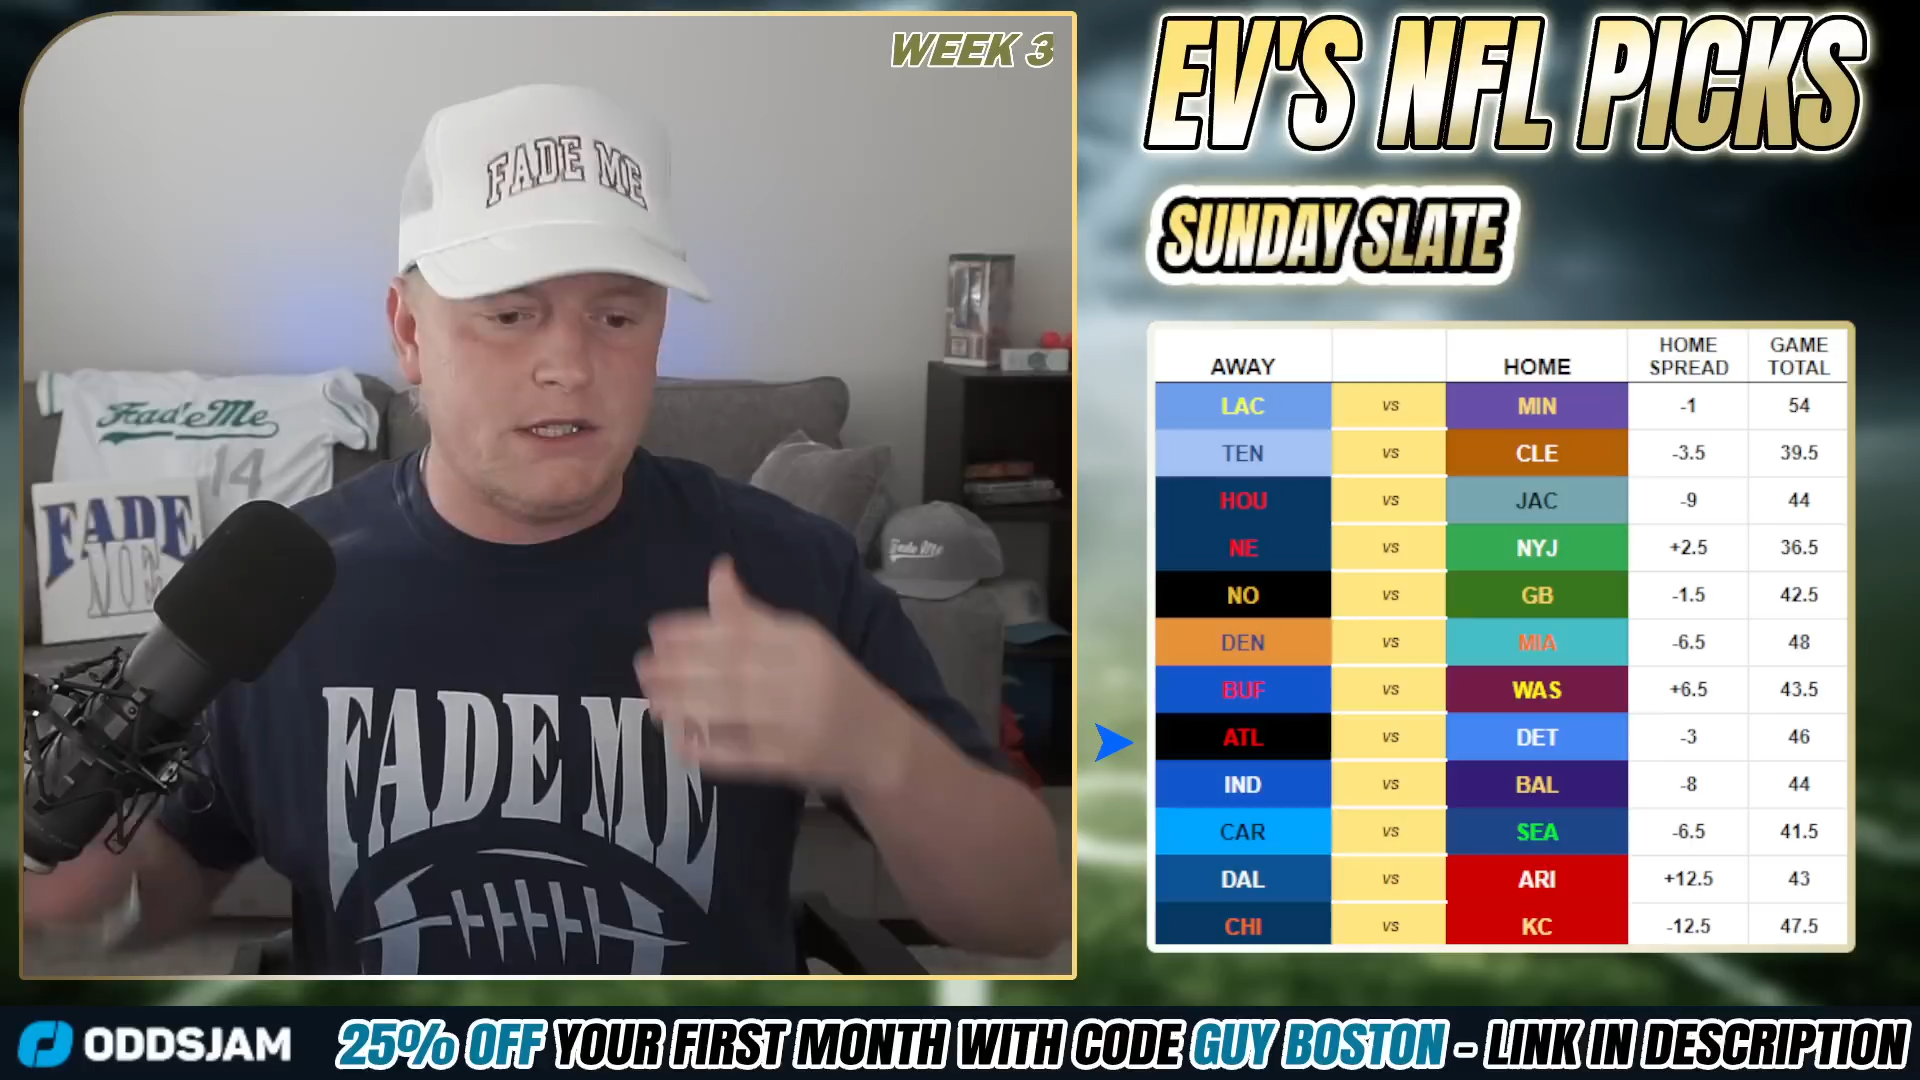 WEEK 3
EV'S NFL PICKS
SUNDAY SLATE
FADE ME
Fade Me
14
FADE
ME
Fade Me
FADE ME
AWAY HOME HOME SPREAD GAME TOTAL
LAC vs MIN -1 54
TEN vs CLE -3.5 39.5
HOU vs JAC -9 44
NE vs NYJ +2.5 36.5
NO vs GB -1.5 42.5
DEN vs MIA -6.5 48
BUF vs WAS +6.5 43.5
ATL vs DET -3 46
IND vs BAL -8 44
CAR vs SEA -6.5 41.5
DAL vs ARI +12.5 43
CHI vs KC -12.5 47.5
ODDSJAM
25% OFF YOUR FIRST MONTH WITH CODE GUY BOSTON - LINK IN DESCRIPTION